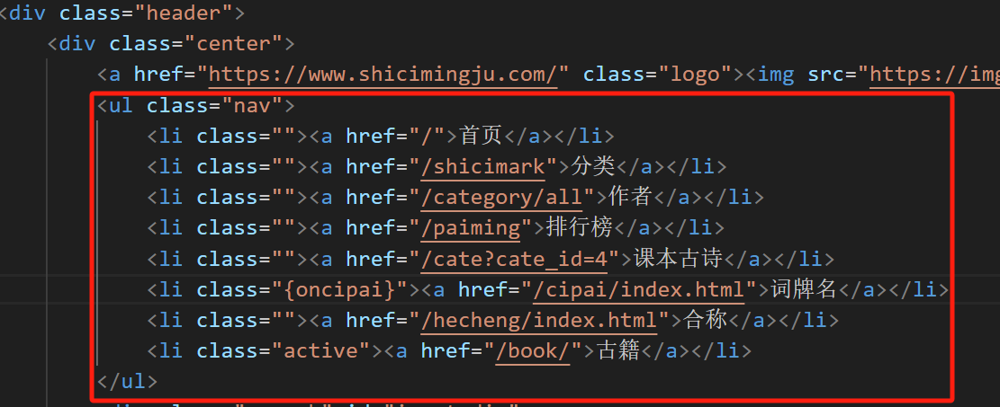 <div class="header">
<div class="center">
<a href="https://www.shicimingju.com/" class="logo"><img src="https://img
<ul class="nav">
<li class=""><a href="/">首页</a></li>
<li class=""><a href="/shicimark">分类</a></li>
<li class=""><a href="/category/all">作者</a></li>
<li class=""><a href="/paiming">排行榜</a></li>
<li class=""><a href="/cate?cate_id=4">课本古诗</a></li>
<li class="{oncipai}"><a href="/cipai/index.html">词牌名</a></li>
<li class=""><a href="/hecheng/index.html">合称</a></li>
<li class="active"><a href="/book/">古籍</a></li>
</ul>